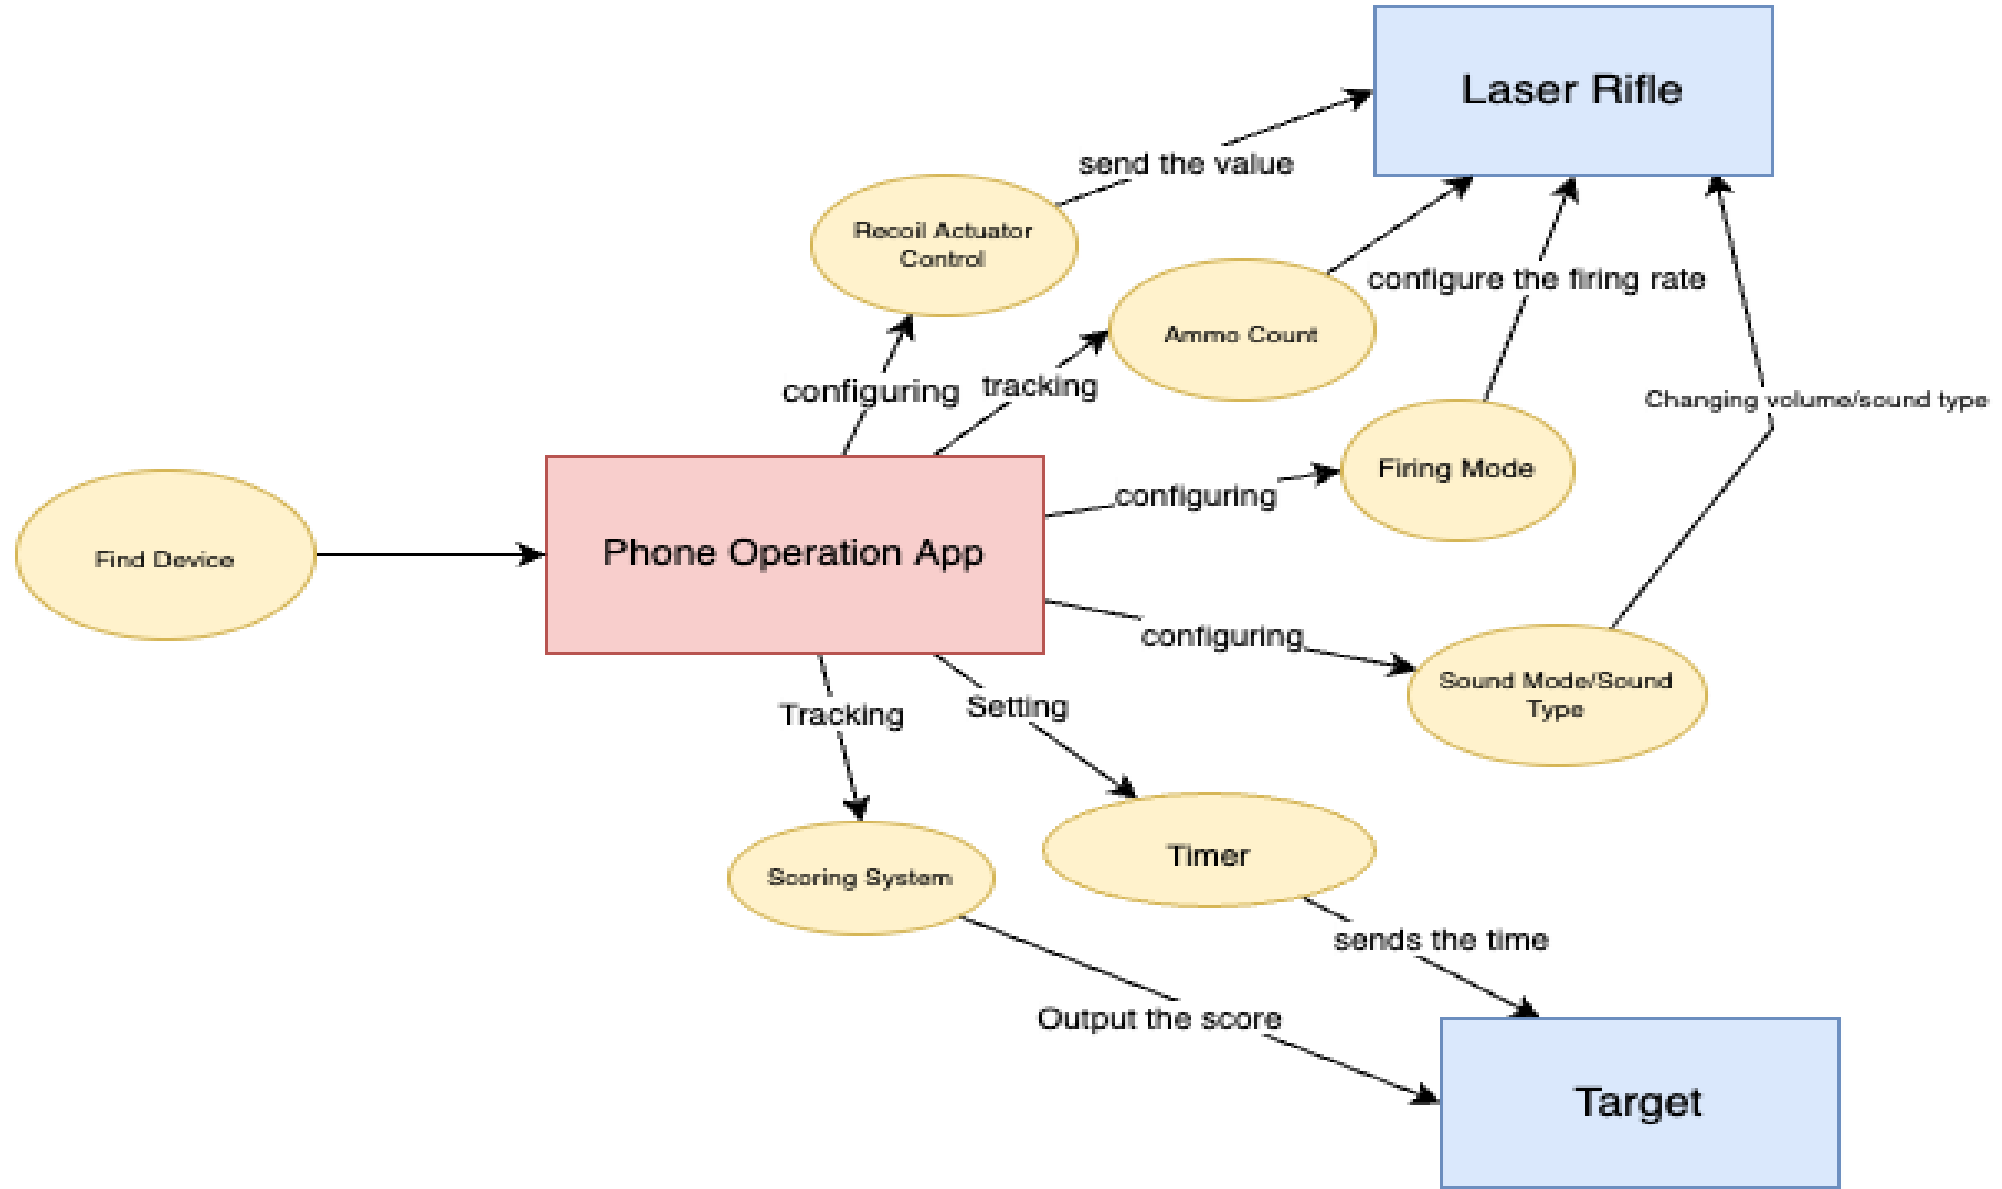 Laser Rifle
send the value
Recoil Actuator
Control
configure the firing rate
Ammo Count
configuring
tracking
Changing volume/sound type
Firing Mode
configuring
Find Device
Phone Operation App
configuring
Sound Mode/Sound
Type
Tracking
Setting
Timer
Scoring System
sends the time
Output the score
Target